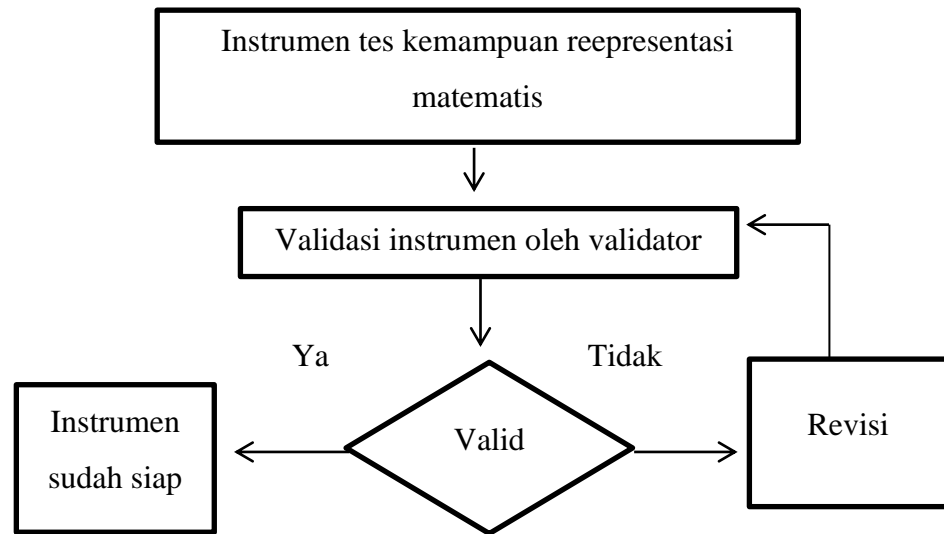 Instrumen tes kemampuan reepresentasi
matematis
Validasi instrumen oleh validator
Ya
Tidak
Instrumen
sudah siap
Valid
Revisi